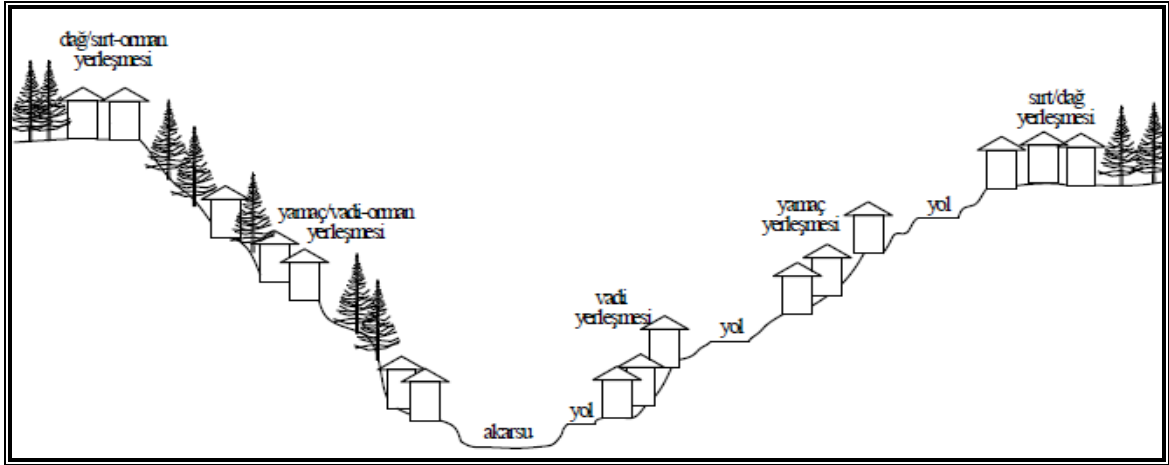 dağ/sırt-orman
yerleşmesi
sırt/dağ
yerleşmesi
yamaç/vadi-orman
yerleşmesi
yamaç
yerleşmesi
yol
vadi
yerleşmesi
yol
yol
akarsu